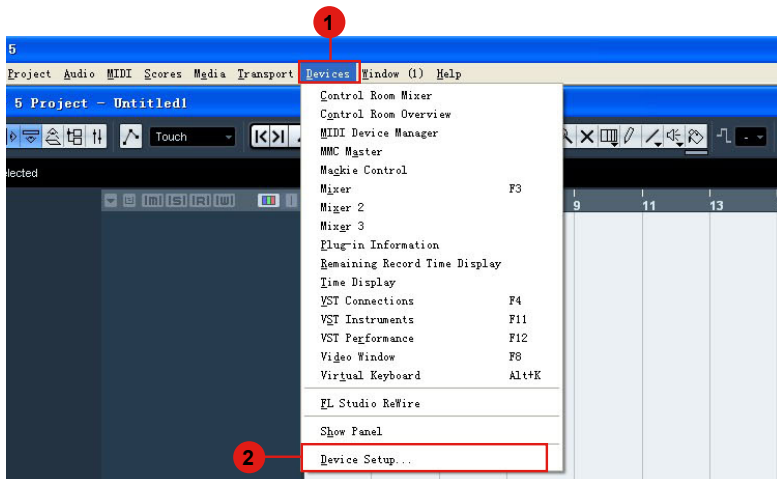 1
5
Project Audio MIDI Scores Media Transport Devices Window (1) Help
5 Project - Untitled1
Touch
lected
[m] [S] [R] [W]
9 11 13
Control Room Mixer
Control Room Overview
MIDI Device Manager
MMC Master
Mackie Control
Mixer F3
Mixer 2
Mixer 3
Plug-in Information
Remaining Record Time Display
Time Display
VST Connections F4
VST Instruments F11
VST Performance F12
Video Window F8
Virtual Keyboard Alt+K
FL Studio ReWire
Show Panel
2
Device Setup...